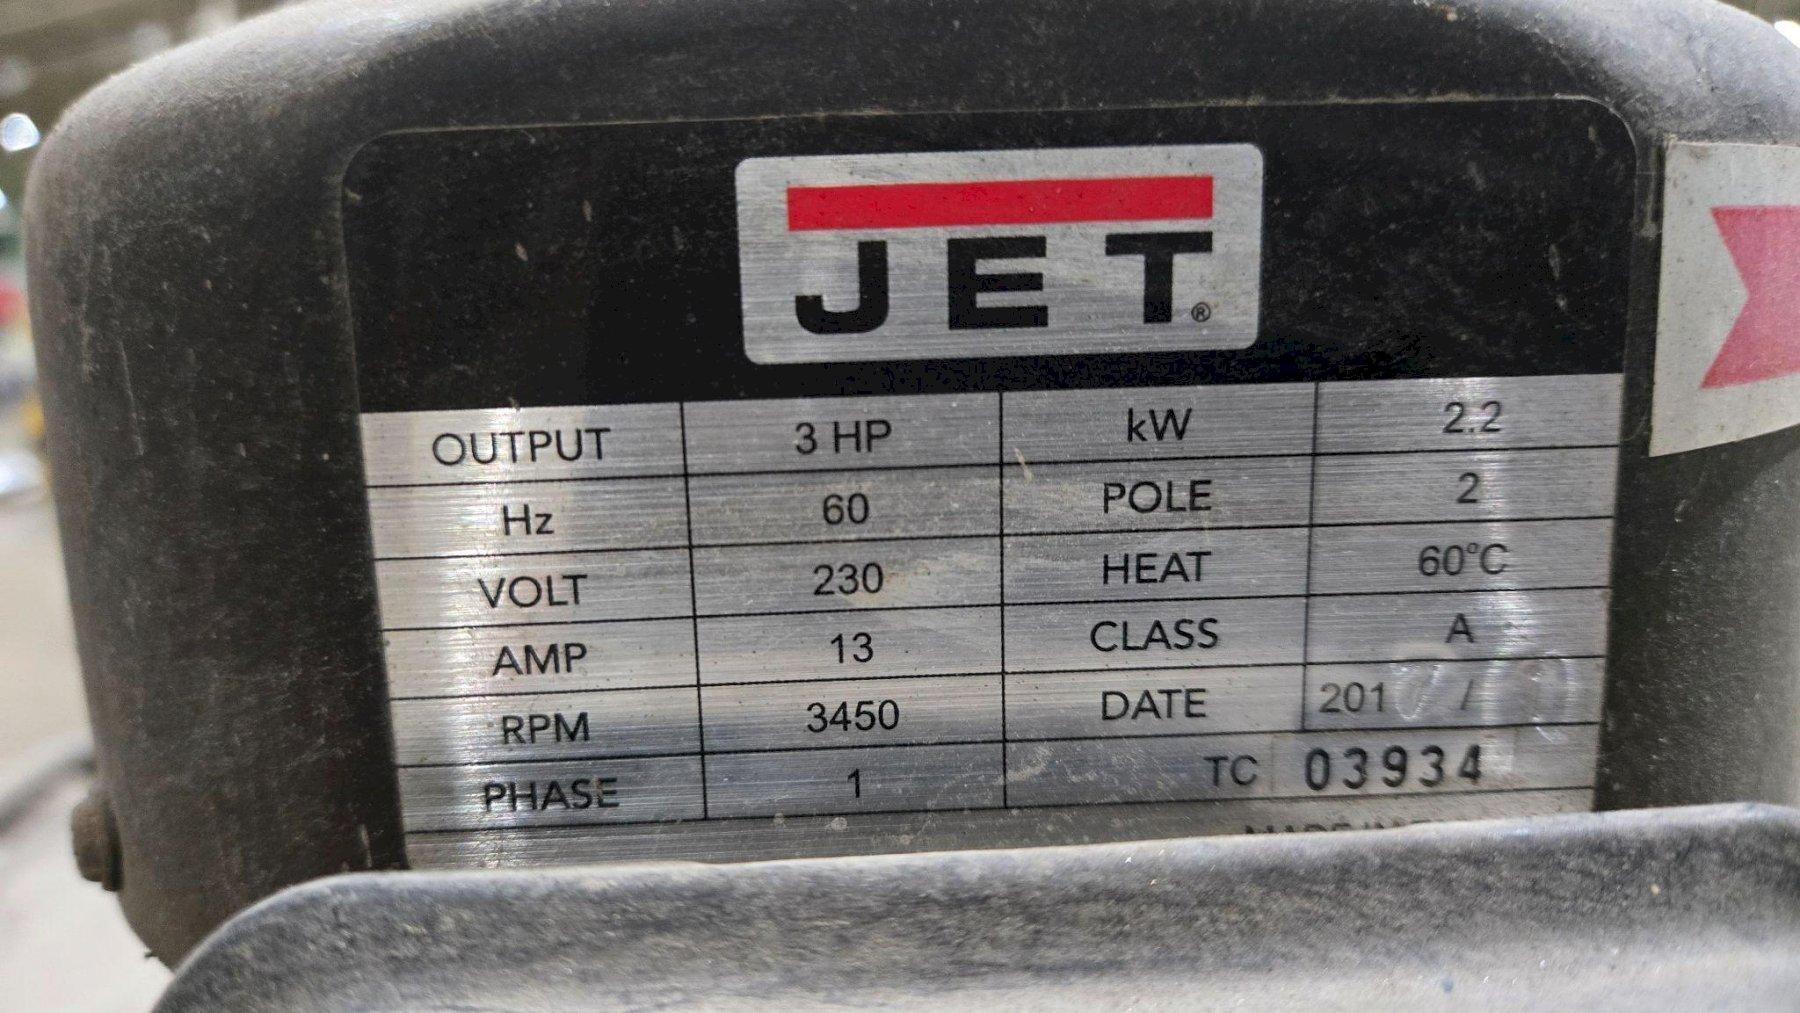 JET®
OUTPUT 3 HP kW 2.2
Hz 60 POLE 2
VOLT 230 HEAT 60°C
AMP 13 CLASS A
RPM 3450 DATE 201 /
PHASE 1 TC 03934